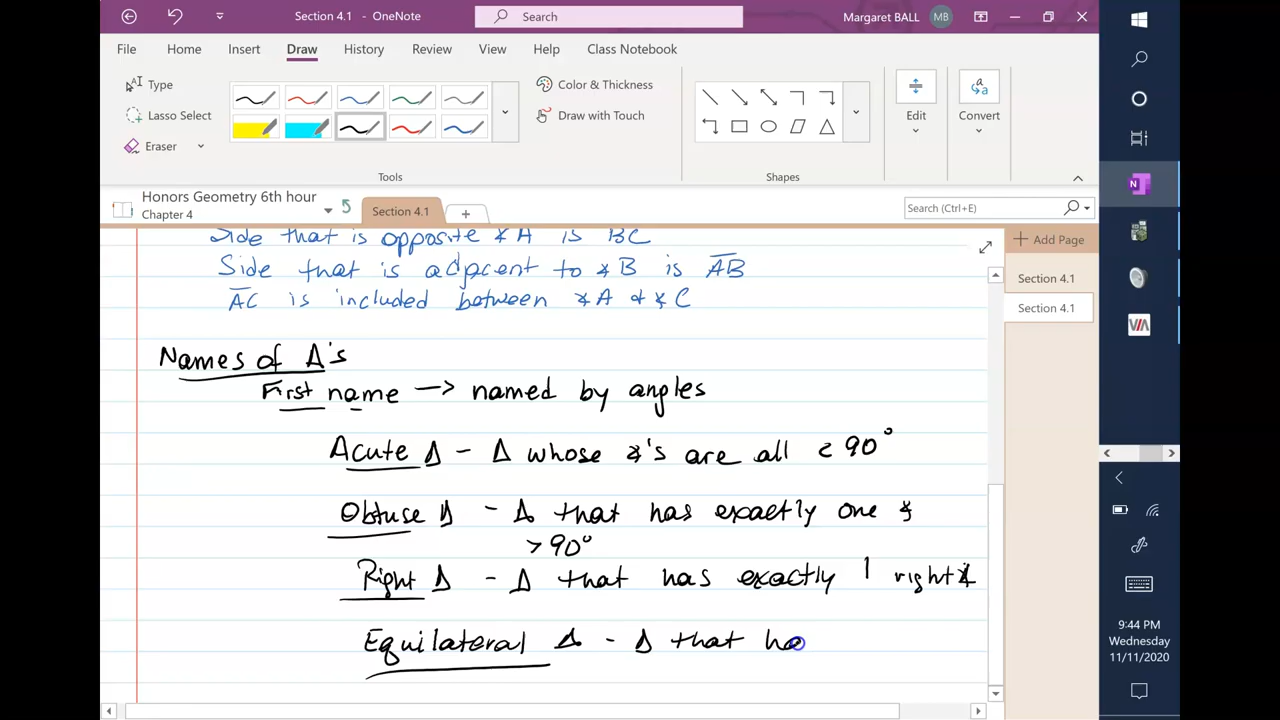 Section 4.1 - OneNote
Search
Margaret BALL
MB
File Home Insert Draw History Review View Help Class Notebook
Type
Lasso Select
Eraser
Color & Thickness
Draw with Touch
Edit
Convert
Tools
Shapes
Honors Geometry 6th hour
Chapter 4
Section 4.1
Search (Ctrl+E)
Add Page
Section 4.1
Section 4.1
Side that is opposite ∡A is BC
Side that is adjacent to ∡B is AB
AC is included between ∡A & ∡C
Names of Δ's
First name → named by angles
Acute Δ - Δ whose ∡'s are all < 90°
Obtuse Δ - Δ that has exactly one ∡
> 90°
Right Δ - Δ that has exactly 1 right ∡
Equilateral Δ - Δ that ha
9:44 PM
Wednesday
11/11/2020